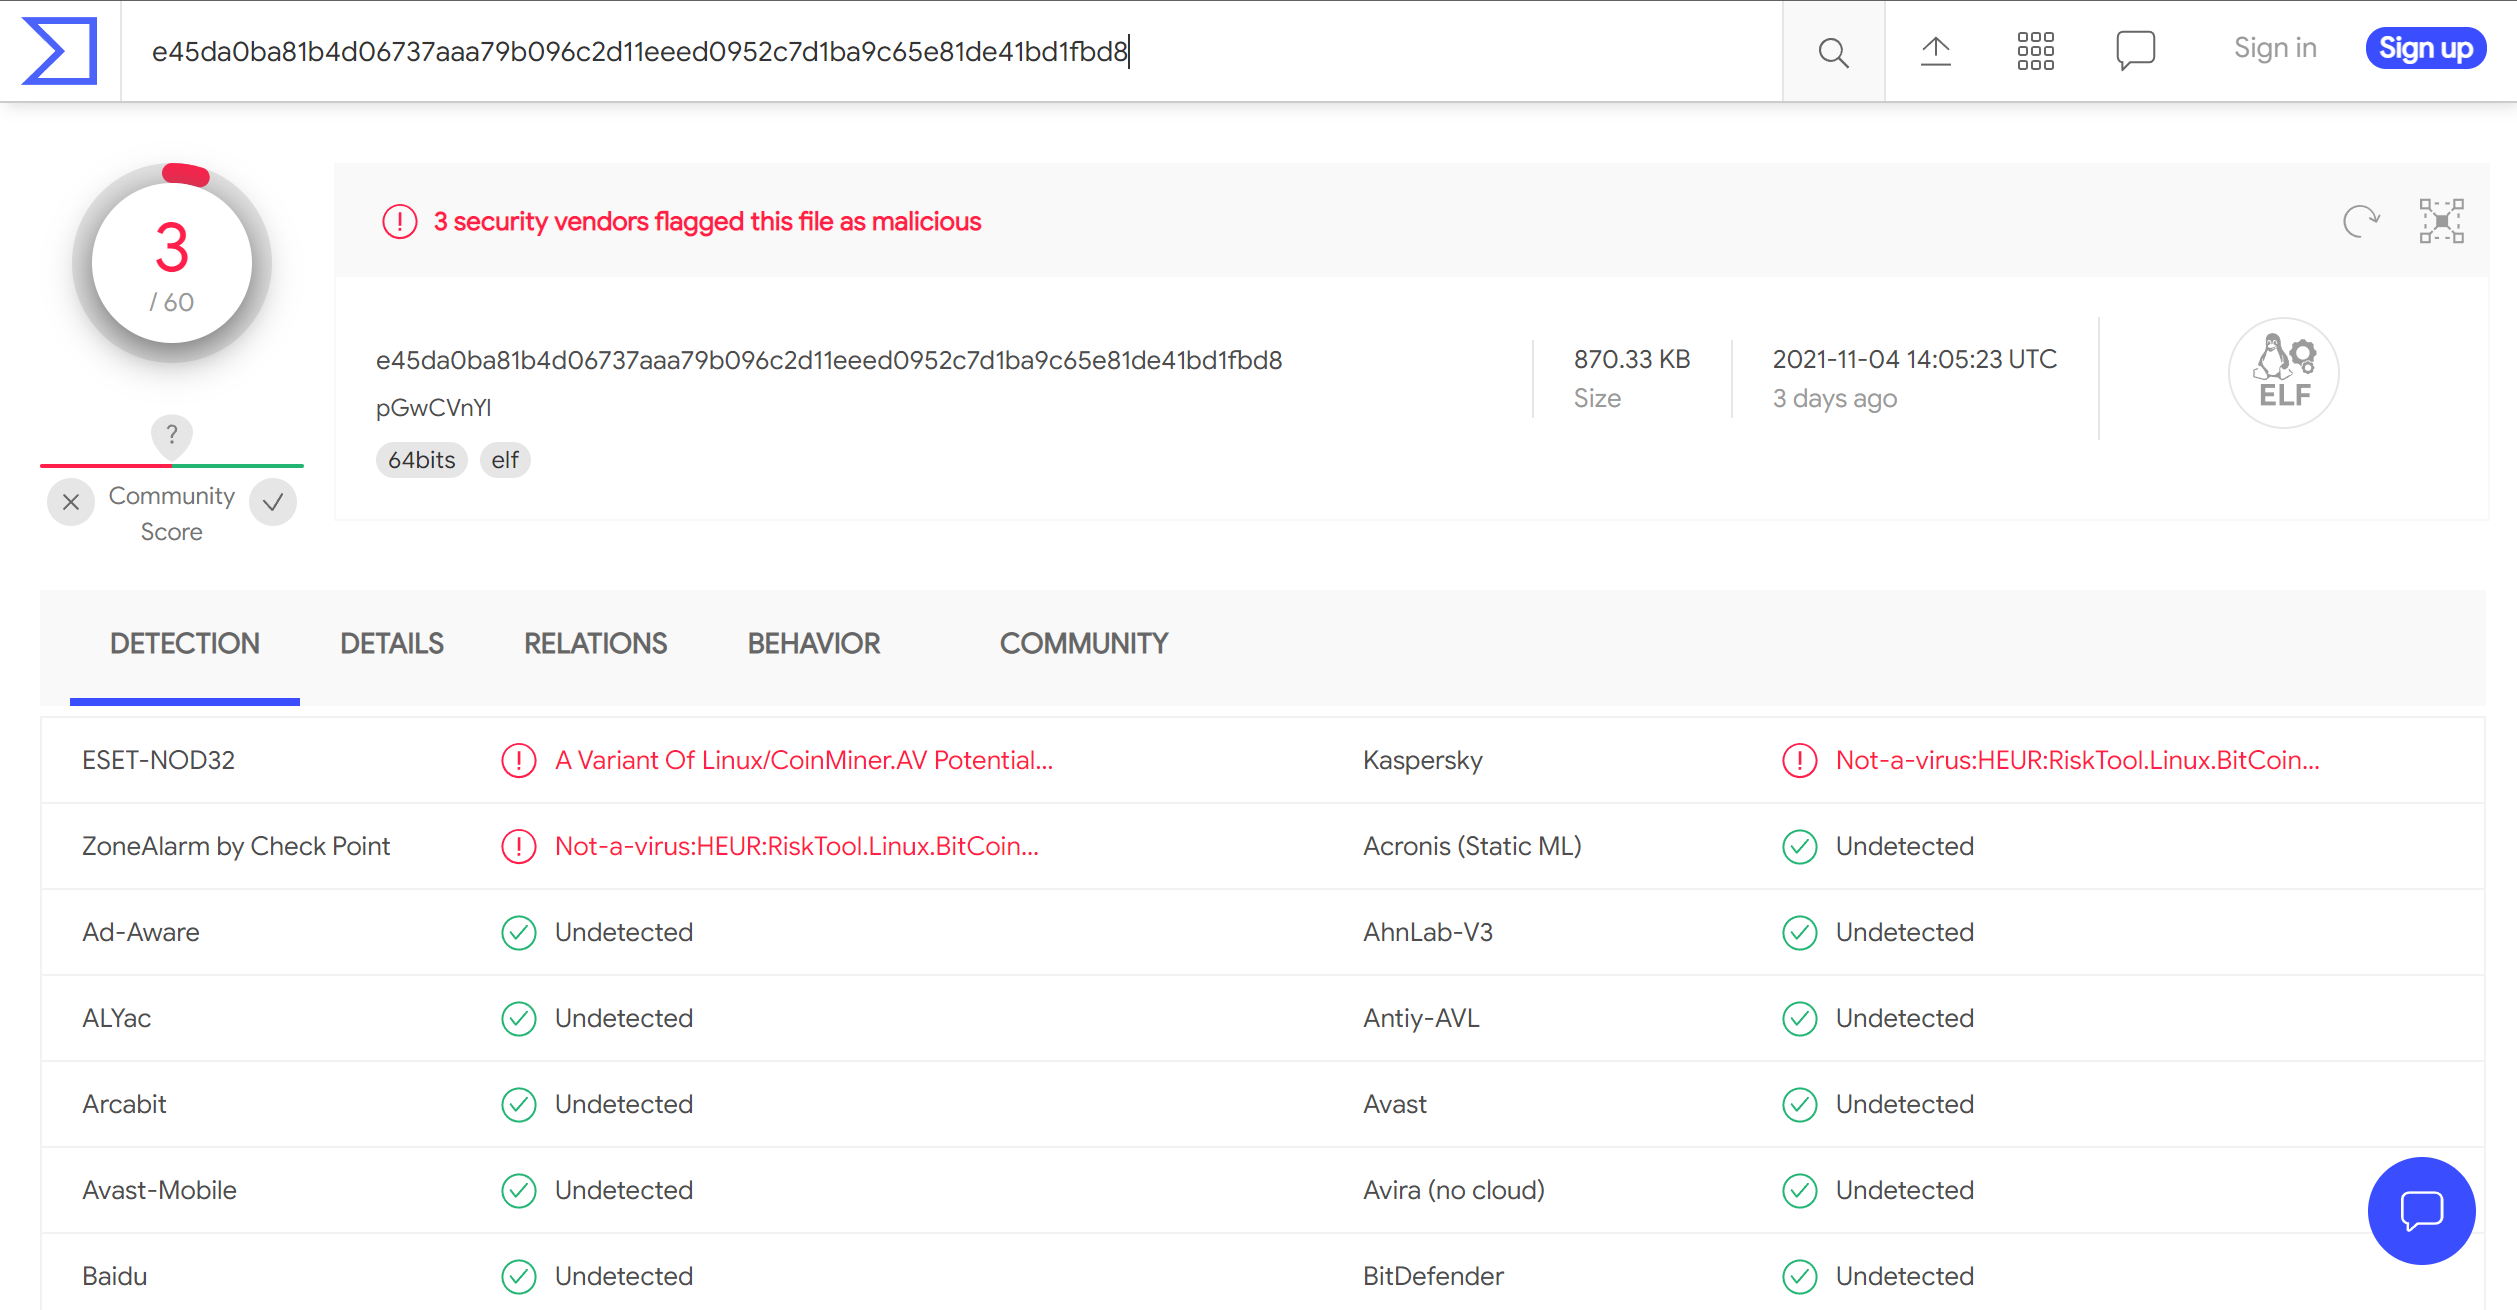 e45da0ba81b4d06737aaa79b096c2d11eeed0952c7d1ba9c65e81de41bd1fbd8
Sign in
Sign up
3
/ 60
3 security vendors flagged this file as malicious
e45da0ba81b4d06737aaa79b096c2d11eeed0952c7d1ba9c65e81de41bd1fbd8
pGwCVnYI
64bits elf
870.33 KB
Size
2021-11-04 14:05:23 UTC
3 days ago
ELF
?
Community
Score
DETECTION DETAILS RELATIONS BEHAVIOR COMMUNITY
ESET-NOD32 A Variant Of Linux/CoinMiner.AV Potential... Kaspersky Not-a-virus:HEUR:RiskTool.Linux.BitCoin...
ZoneAlarm by Check Point Not-a-virus:HEUR:RiskTool.Linux.BitCoin... Acronis (Static ML) Undetected
Ad-Aware Undetected AhnLab-V3 Undetected
ALYac Undetected Antiy-AVL Undetected
Arcabit Undetected Avast Undetected
Avast-Mobile Undetected Avira (no cloud) Undetected
Baidu Undetected BitDefender Undetected